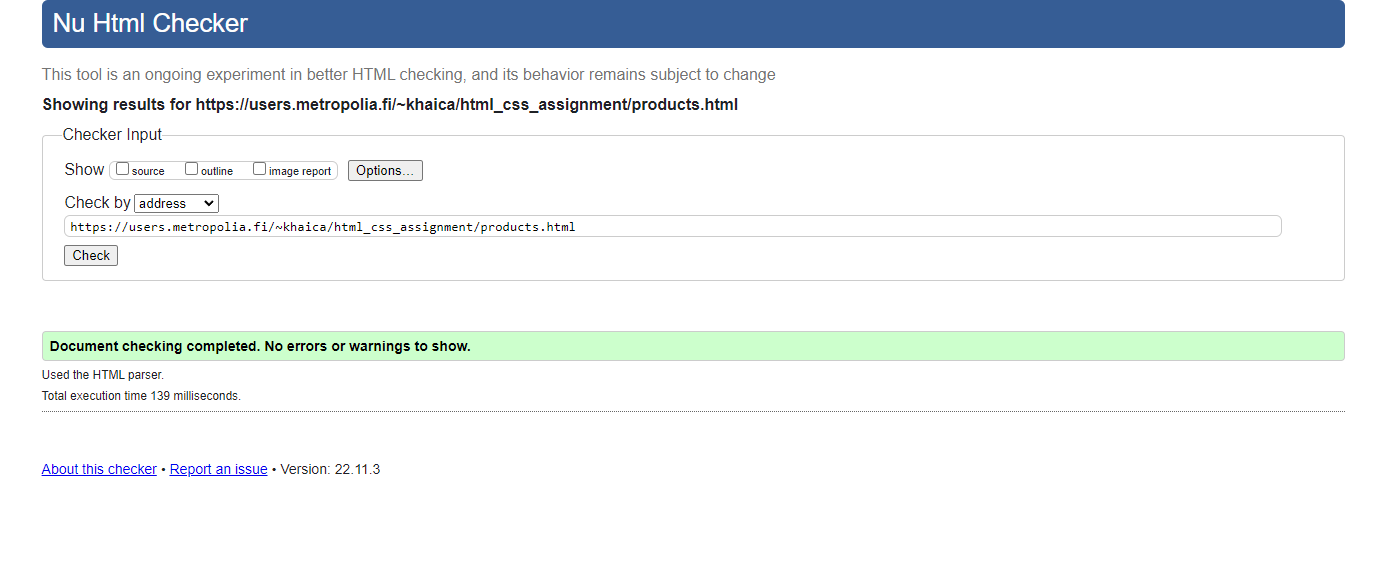 Nu Html Checker
This tool is an ongoing experiment in better HTML checking, and its behavior remains subject to change
Showing results for https://users.metropolia.fi/~khaica/html_css_assignment/products.html
Checker Input
Show source outline image report Options...
Check by address
https://users.metropolia.fi/~khaica/html_css_assignment/products.html
Check
Document checking completed. No errors or warnings to show.
Used the HTML parser.
Total execution time 139 milliseconds.
About this checker • Report an issue • Version: 22.11.3